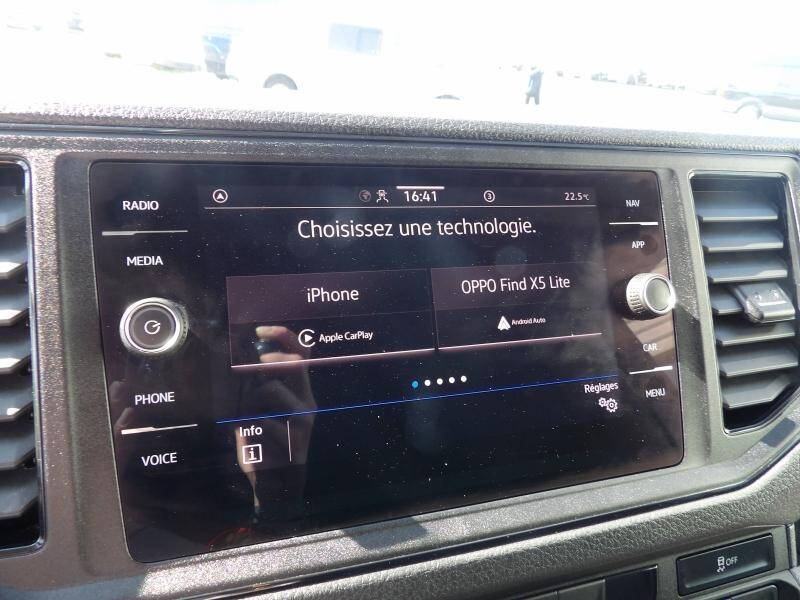 16:41
3
22.5°C
RADIO
MEDIA
PHONE
VOICE
Choisissez une technologie.
iPhone
Apple CarPlay
OPPO Find X5 Lite
Android Auto
Réglages
Info
i
NAV
APP
CAR
MENU
OFF